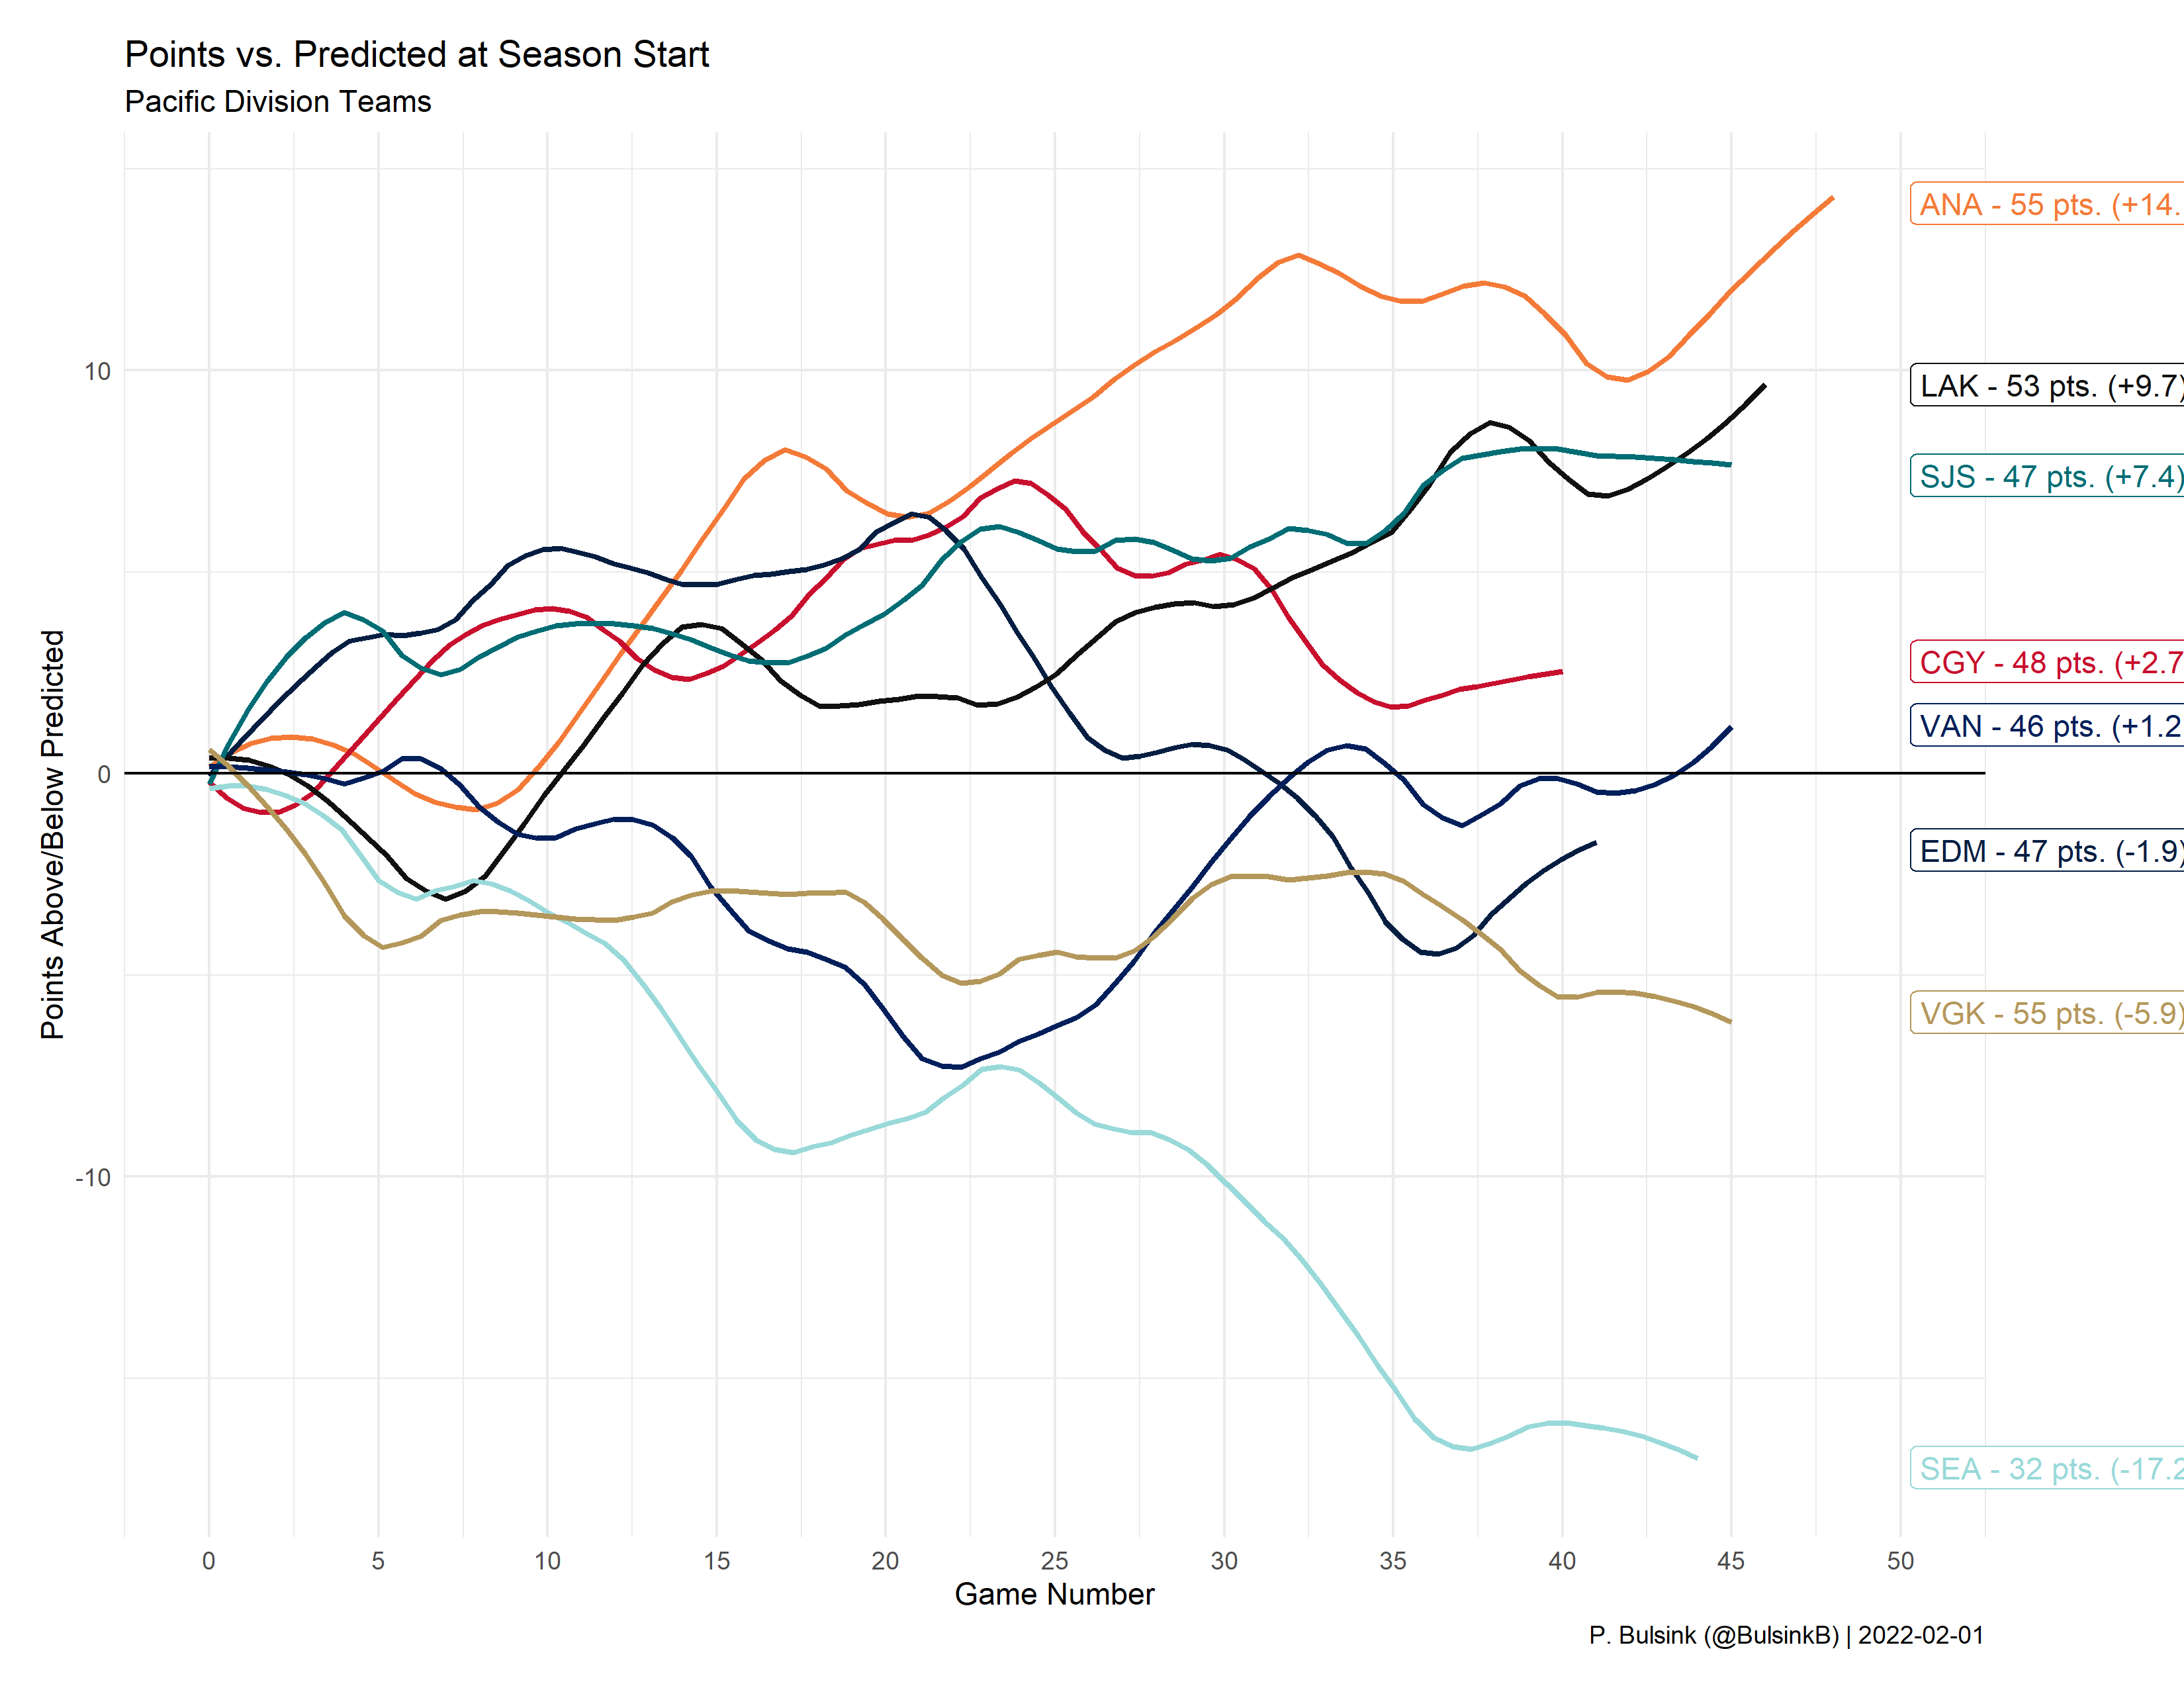 Points vs. Predicted at Season Start
Pacific Division Teams
Points Above/Below Predicted
10
0
-10
ANA - 55 pts. (+14.
LAK - 53 pts. (+9.7)
SJS - 47 pts. (+7.4)
CGY - 48 pts. (+2.7
VAN - 46 pts. (+1.2
EDM - 47 pts. (-1.9)
VGK - 55 pts. (-5.9)
SEA - 32 pts. (-17.2
0 5 10 15 20 25 30 35 40 45 50
Game Number
P. Bulsink (@BulsinkB) | 2022-02-01